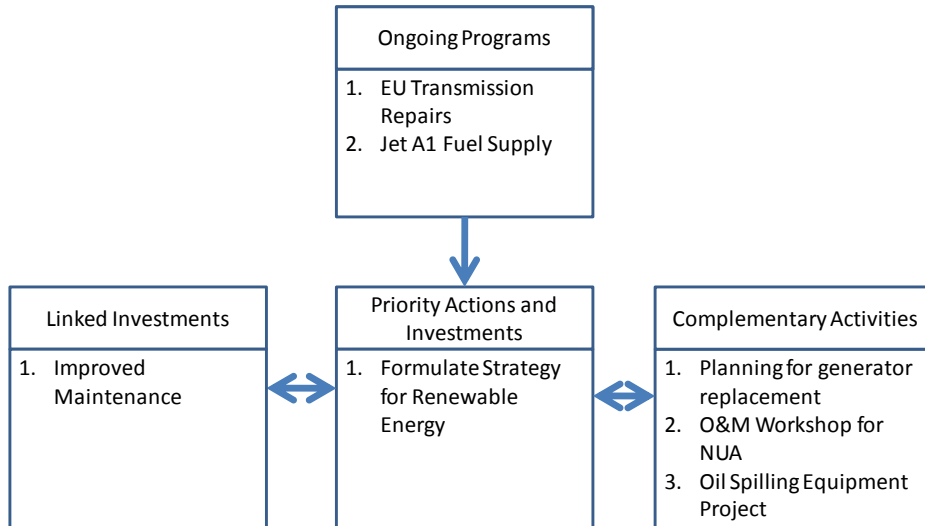 Ongoing Programs
1. EU Transmission
Repairs
2. Jet A1 Fuel Supply
Linked Investments
1. Improved
Maintenance
Priority Actions and
Investments
1. Formulate Strategy
for Renewable
Energy
Complementary Activities
1. Planning for generator
replacement
2. O&M Workshop for
NUA
3. Oil Spilling Equipment
Project